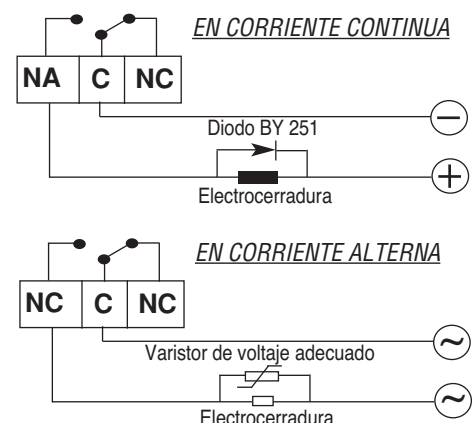 EN CORRIENTE CONTINUA
NA C NC
−
Diodo BY 251
+
Electrocerradura
EN CORRIENTE ALTERNA
NC C NC
~
Varistor de voltaje adecuado
~
Electrocerradura